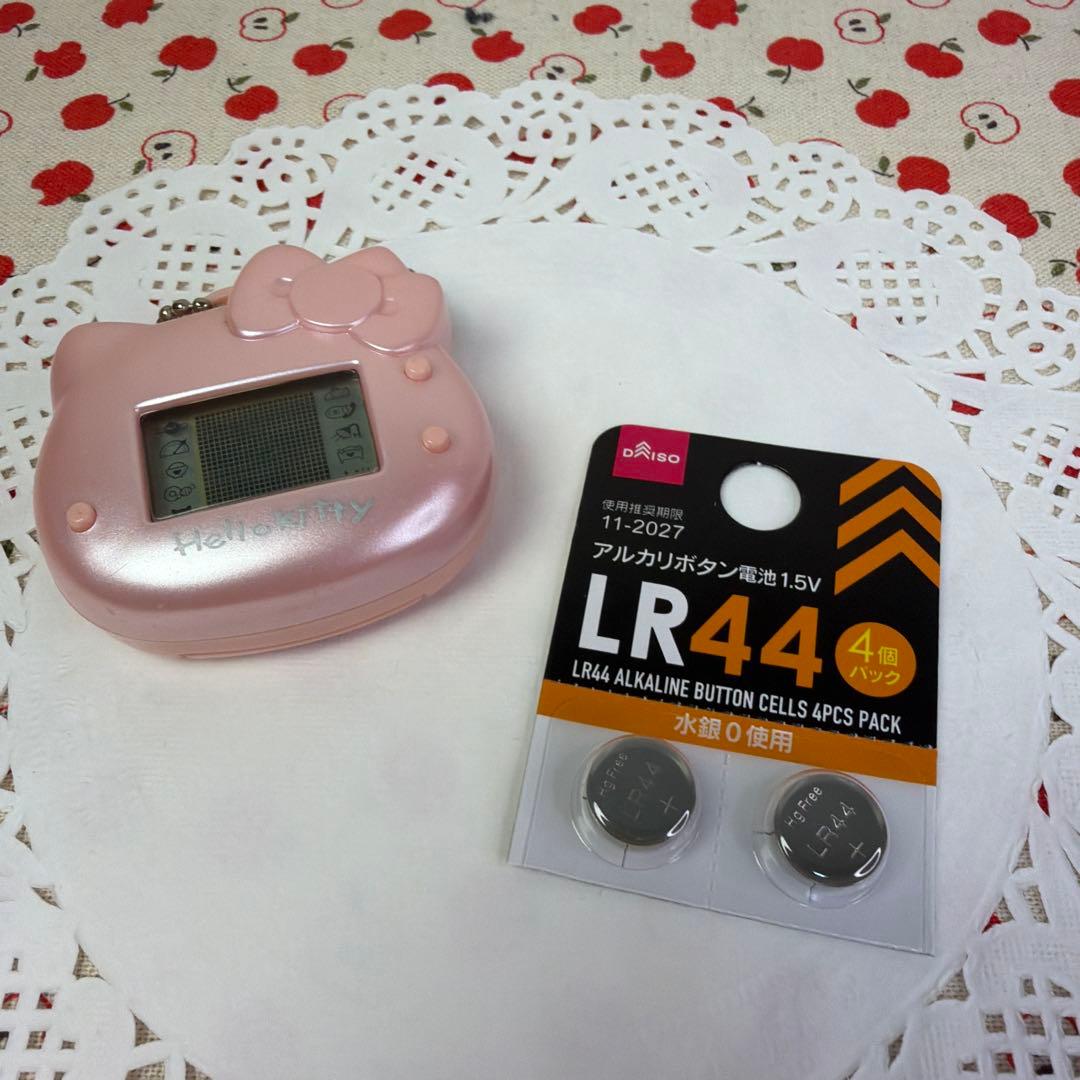 Hello Kitty
DAISO
使用推奨期限
11-2027
アルカリボタン電池1.5V
LR44
4個
パック
LR44 ALKALINE BUTTON CELLS 4PCS PACK
水銀0使用
Hg Free
LR44
+
Hg Free
LR44
+